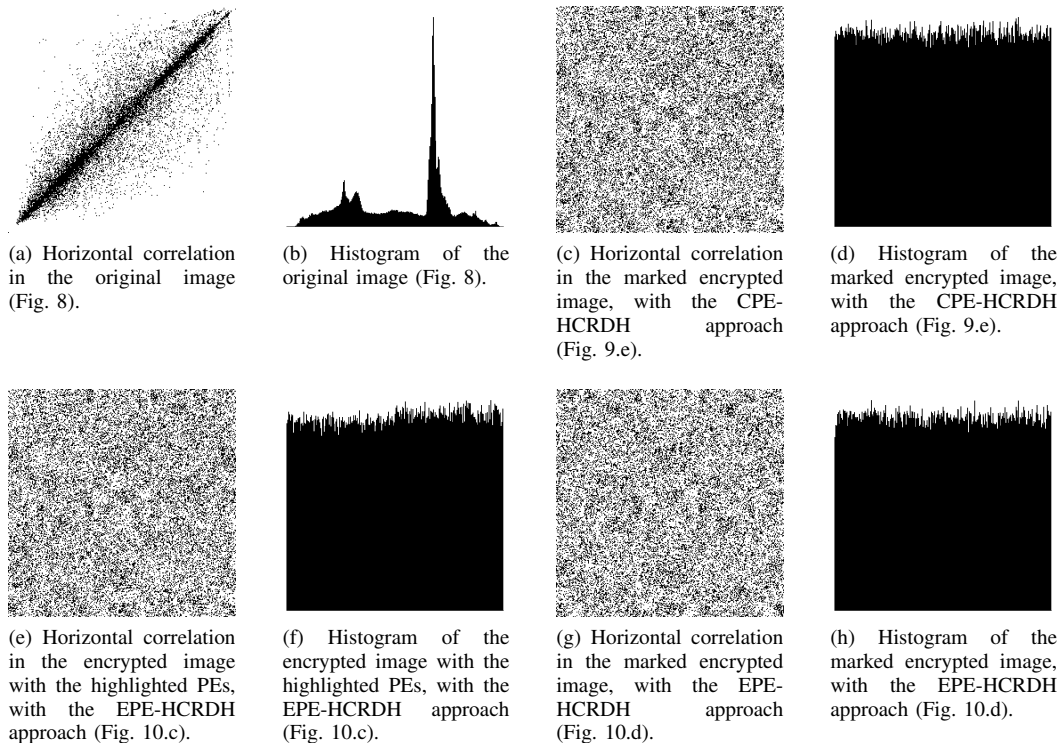 (a) Horizontal correlation
in the original image
(Fig. 8).
(b) Histogram of the
original image (Fig. 8).
(c) Horizontal correlation
in the marked encrypted
image, with the CPE-
HCRDH approach
(Fig. 9.e).
(d) Histogram of the
marked encrypted image,
with the CPE-HCRDH
approach (Fig. 9.e).
(e) Horizontal correlation
in the encrypted image
with the highlighted PEs,
with the EPE-HCRDH
approach (Fig. 10.c).
(f) Histogram of the
encrypted image with the
highlighted PEs, with the
EPE-HCRDH approach
(Fig. 10.c).
(g) Horizontal correlation
in the marked encrypted
image, with the EPE-
HCRDH approach
(Fig. 10.d).
(h) Histogram of the
marked encrypted image,
with the EPE-HCRDH
approach (Fig. 10.d).